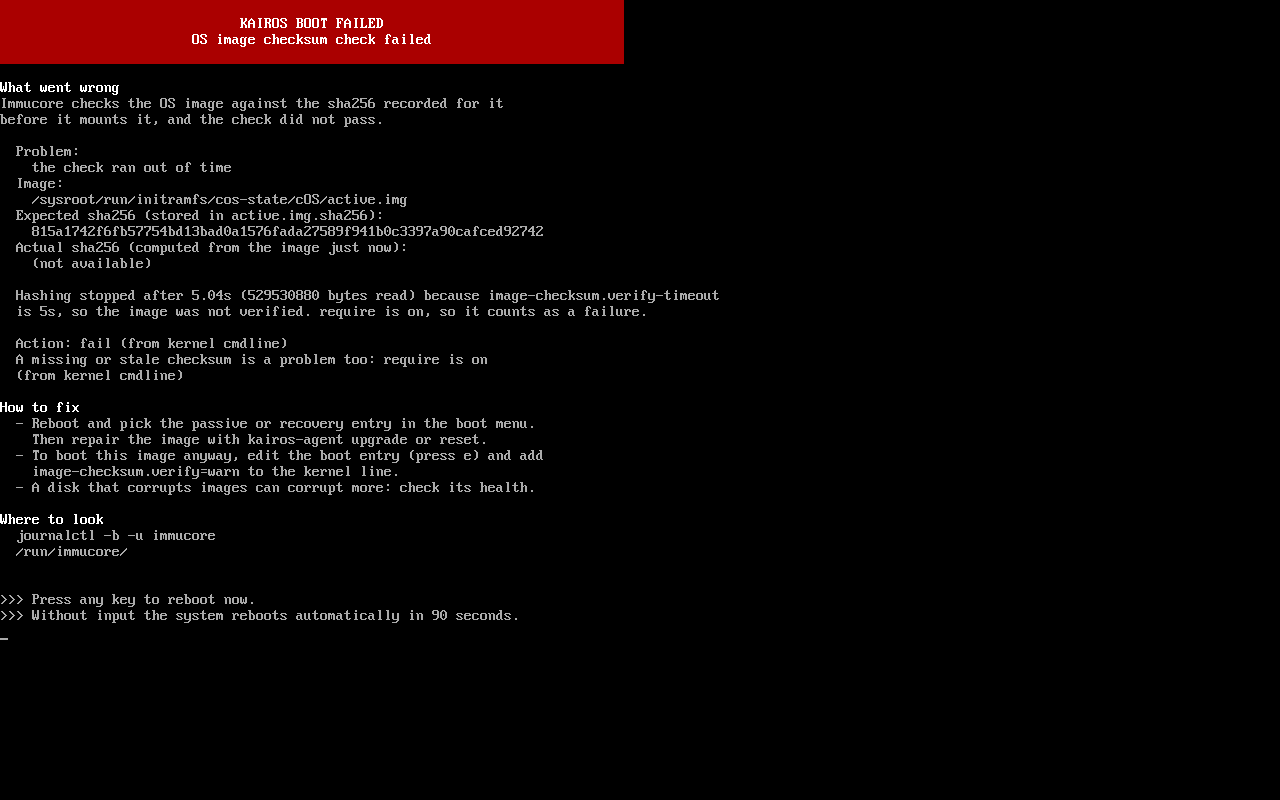 KAIROS BOOT FAILED
OS image checksum check failed
What went wrong
Immucore checks the OS image against the sha256 recorded for it
before it mounts it, and the check did not pass.
Problem:
the check ran out of time
Image:
/sysroot/run/initramfs/cos-state/cOS/active.img
Expected sha256 (stored in active.img.sha256):
815a1742f6fb57754bd13bad0a1576fada27589f941b0c3397a90cafced92742
Actual sha256 (computed from the image just now):
(not available)
Hashing stopped after 5.04s (529530880 bytes read) because image-checksum.verify-timeout
is 5s, so the image was not verified. require is on, so it counts as a failure.
Action: fail (from kernel cmdline)
A missing or stale checksum is a problem too: require is on
(from kernel cmdline)
How to fix
- Reboot and pick the passive or recovery entry in the boot menu.
Then repair the image with kairos-agent upgrade or reset.
- To boot this image anyway, edit the boot entry (press e) and add
image-checksum.verify=warn to the kernel line.
- A disk that corrupts images can corrupt more: check its health.
Where to look
journalctl -b -u immucore
/run/immucore/
>>> Press any key to reboot now.
>>> Without input the system reboots automatically in 90 seconds.
_